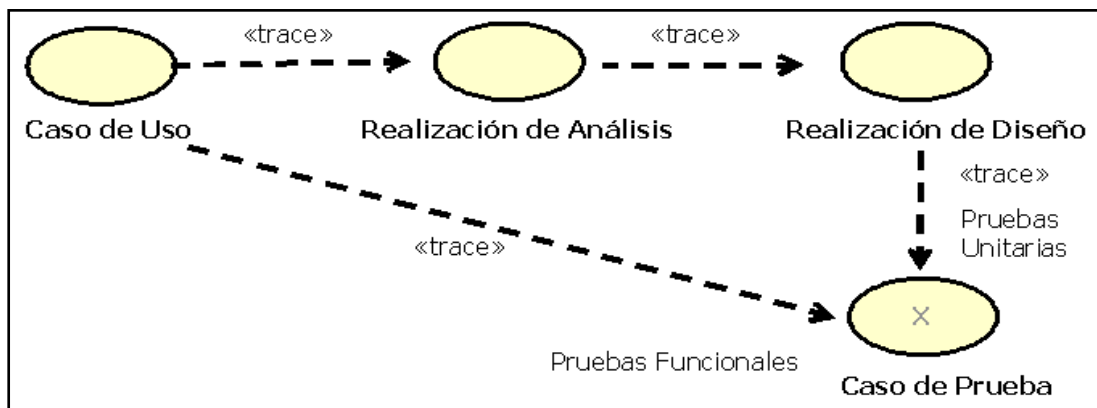 «trace»
«trace»
Caso de Uso
Realización de Análisis
Realización de Diseño
«trace»
Pruebas
Unitarias
«trace»
X
Pruebas Funcionales
Caso de Prueba